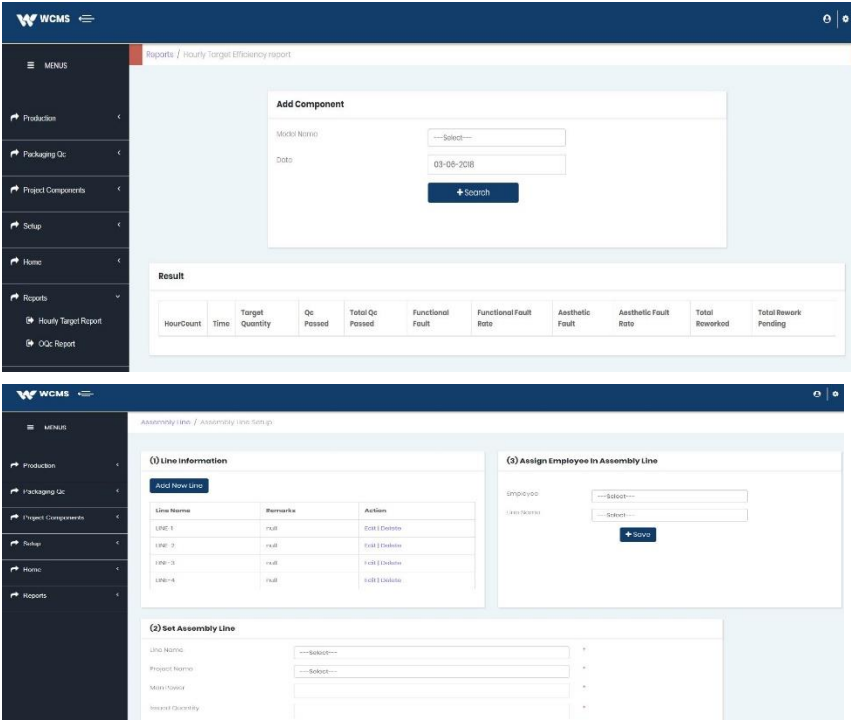 WCMS
MENUS
Reports / Hourly Target Efficiency report
Production
Packaging Qc
Project Components
Setup
Home
Reports
Hourly Target Report
OQc Report
Add Component
Model Name
---Select---
Date
03-06-2018
+ Search
Result
HourCount Time Target Quantity Qc Passed Total Qc Passed Functional Fault Functional Fault Rate Aesthetic Fault Aesthetic Fault Rate Total Reworked Total Rework Pending
WCMS
MENUS
Assembly Line / Assembly Line Setup
Production
Packaging Qc
Project Components
Setup
Home
Reports
(1) Line Information
Add New Line
Line Name Remarks Action
LINE-1 null Edit | Delete
LINE-2 null Edit | Delete
LINE-3 null Edit | Delete
LINE-4 null Edit | Delete
(3) Assign Employee In Assembly Line
Employee ---Select---
Line Name ---Select---
+ Save
(2) Set Assembly Line
Line Name ---Select--- *
Project Name ---Select--- *
*
Issued Quantity *